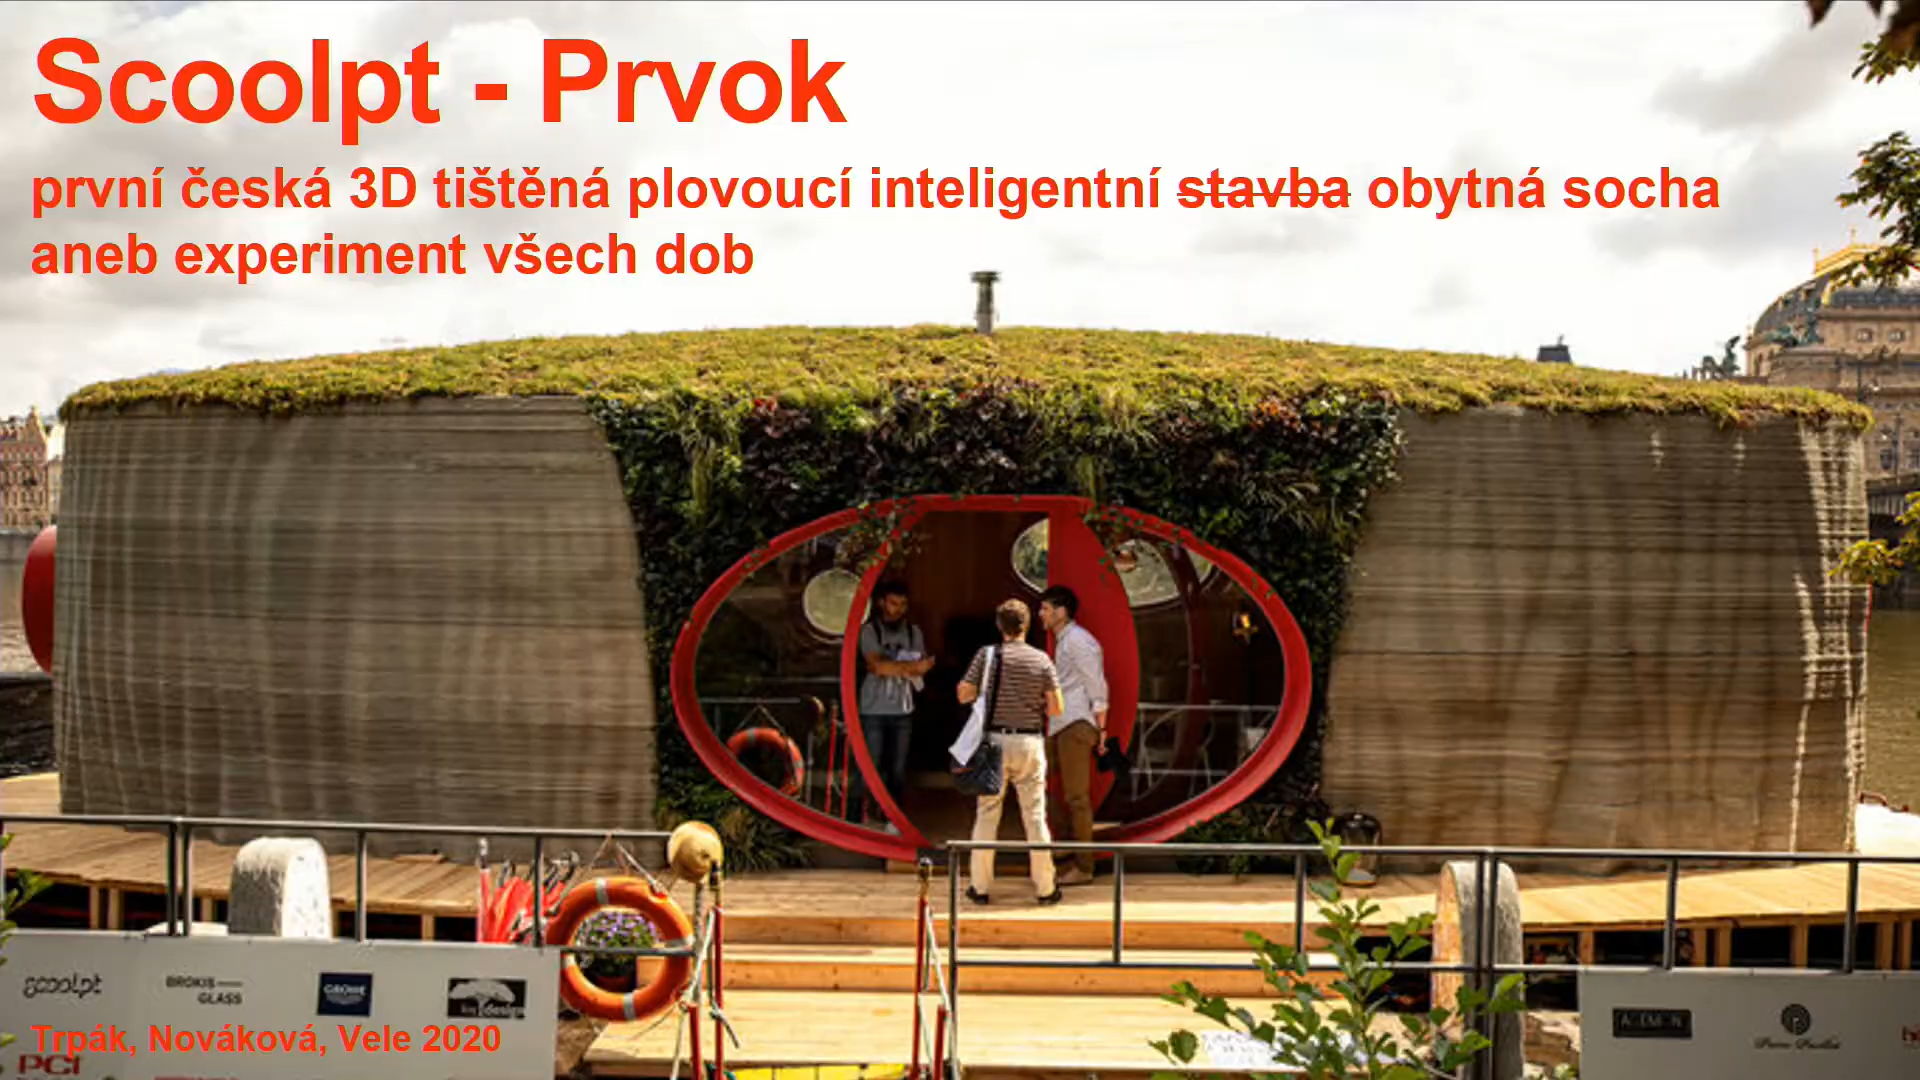 Scoolpt - Prvok
první česká 3D tištěná plovoucí inteligentní stavba obytná socha
aneb experiment všech dob
scoolpt
BROKIS
GLASS
GROHE
Trpák, Nováková, Vele 2020
PCI